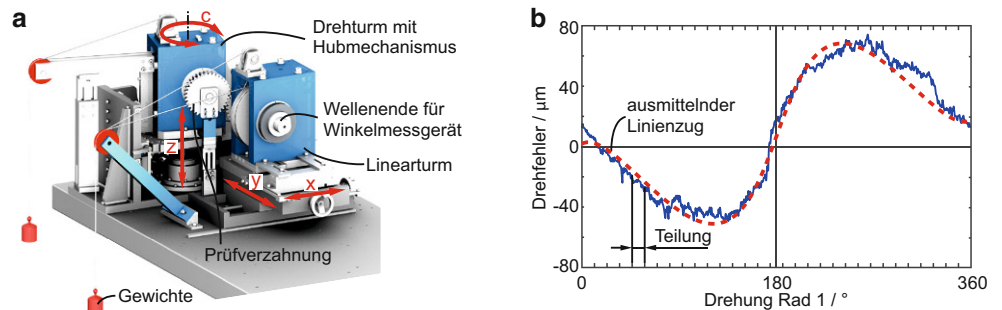 a
c
Drehturm mit
Hubmechanismus
Wellenende für
Winkelmessgerät
Linearturm
z
y
x
Prüfverzahnung
Gewichte
b
80
40
0
-40
-80
Drehfehler / µm
ausmittelnder
Linienzug
Teilung
0
180
360
Drehung Rad 1 / °